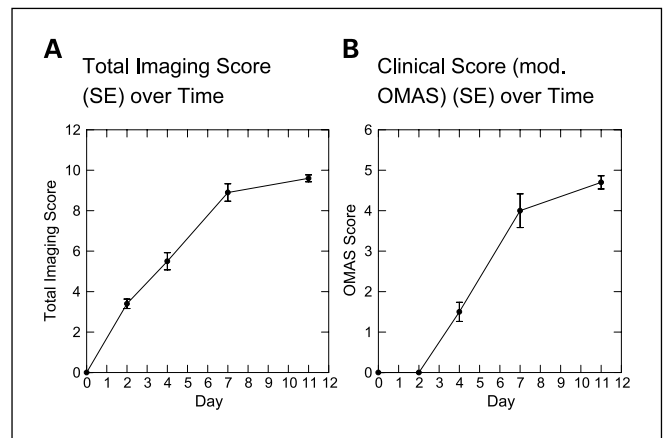 A
Total Imaging Score
(SE) over Time
Total Imaging Score
12
10
8
6
4
2
0
0 1 2 3 4 5 6 7 8 9 10 11 12
Day
B
Clinical Score (mod.
OMAS) (SE) over Time
OMAS Score
6
5
4
3
2
1
0
0 1 2 3 4 5 6 7 8 9 10 11 12
Day